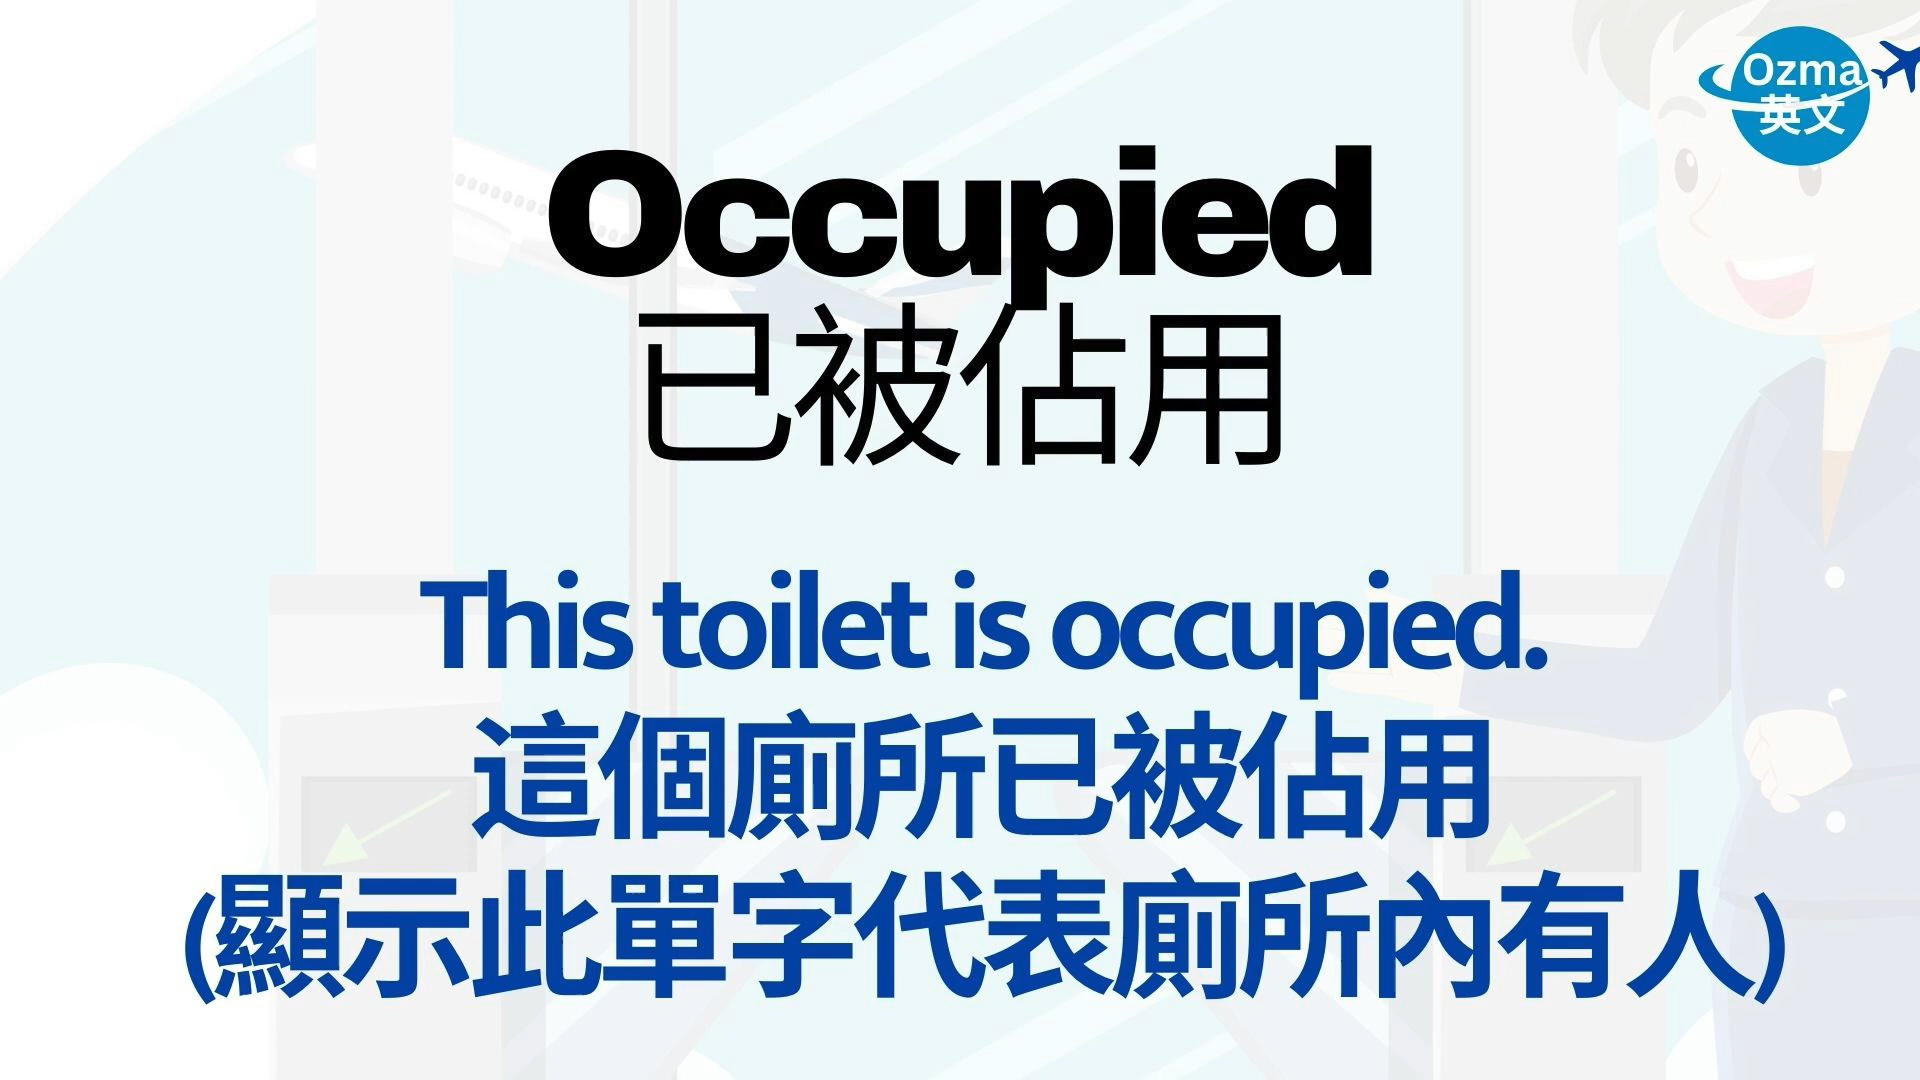 Ozma
英文
Occupied
已被佔用
This toilet is occupied.
這個廁所已被佔用
(顯示此單字代表廁所內有人)